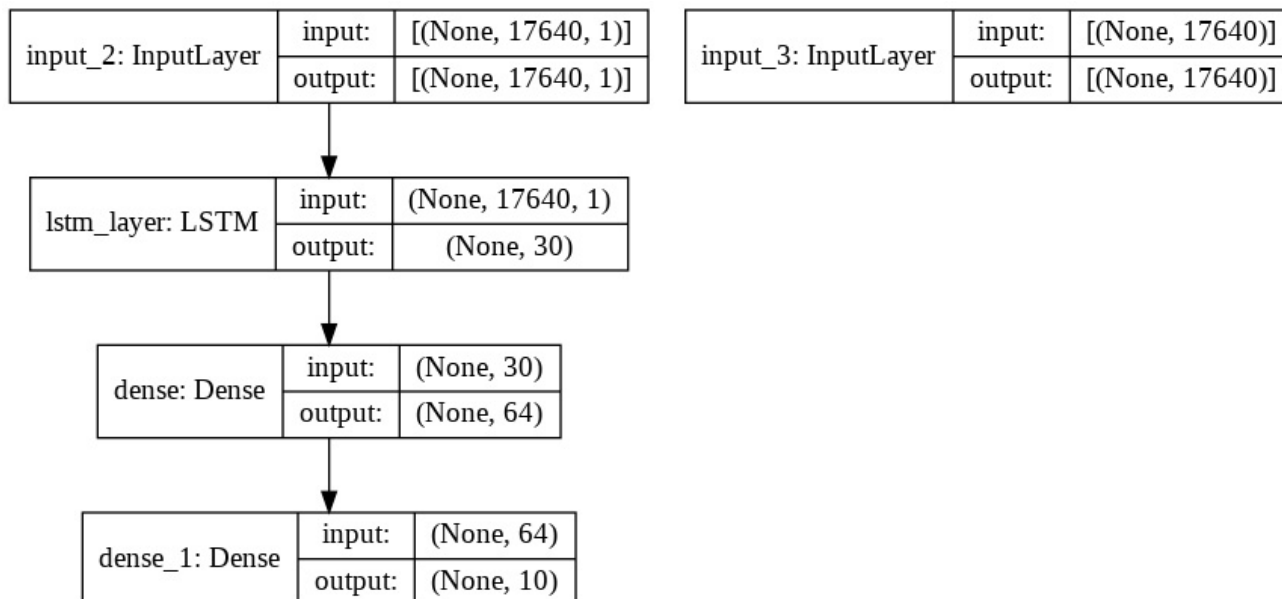 input_2: InputLayer
input: [(None, 17640, 1)]
output: [(None, 17640, 1)]
input_3: InputLayer
input: [(None, 17640)]
output: [(None, 17640)]
lstm_layer: LSTM
input: (None, 17640, 1)
output: (None, 30)
dense: Dense
input: (None, 30)
output: (None, 64)
dense_1: Dense
input: (None, 64)
output: (None, 10)